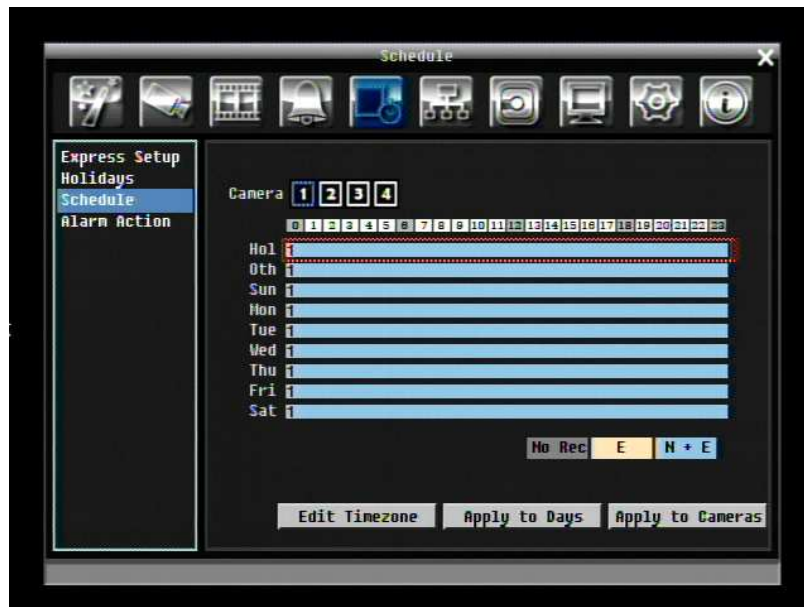 Schedule
Express Setup
Holidays
Schedule
Alarm Action
Camera 1 2 3 4
0 1 2 3 4 5 6 7 8 9 10 11 12 13 14 15 16 17 18 19 20 21 22 23
Hol 1
Oth 1
Sun 1
Mon 1
Tue 1
Wed 1
Thu 1
Fri 1
Sat 1
No Rec E N + E
Edit Timezone Apply to Days Apply to Cameras